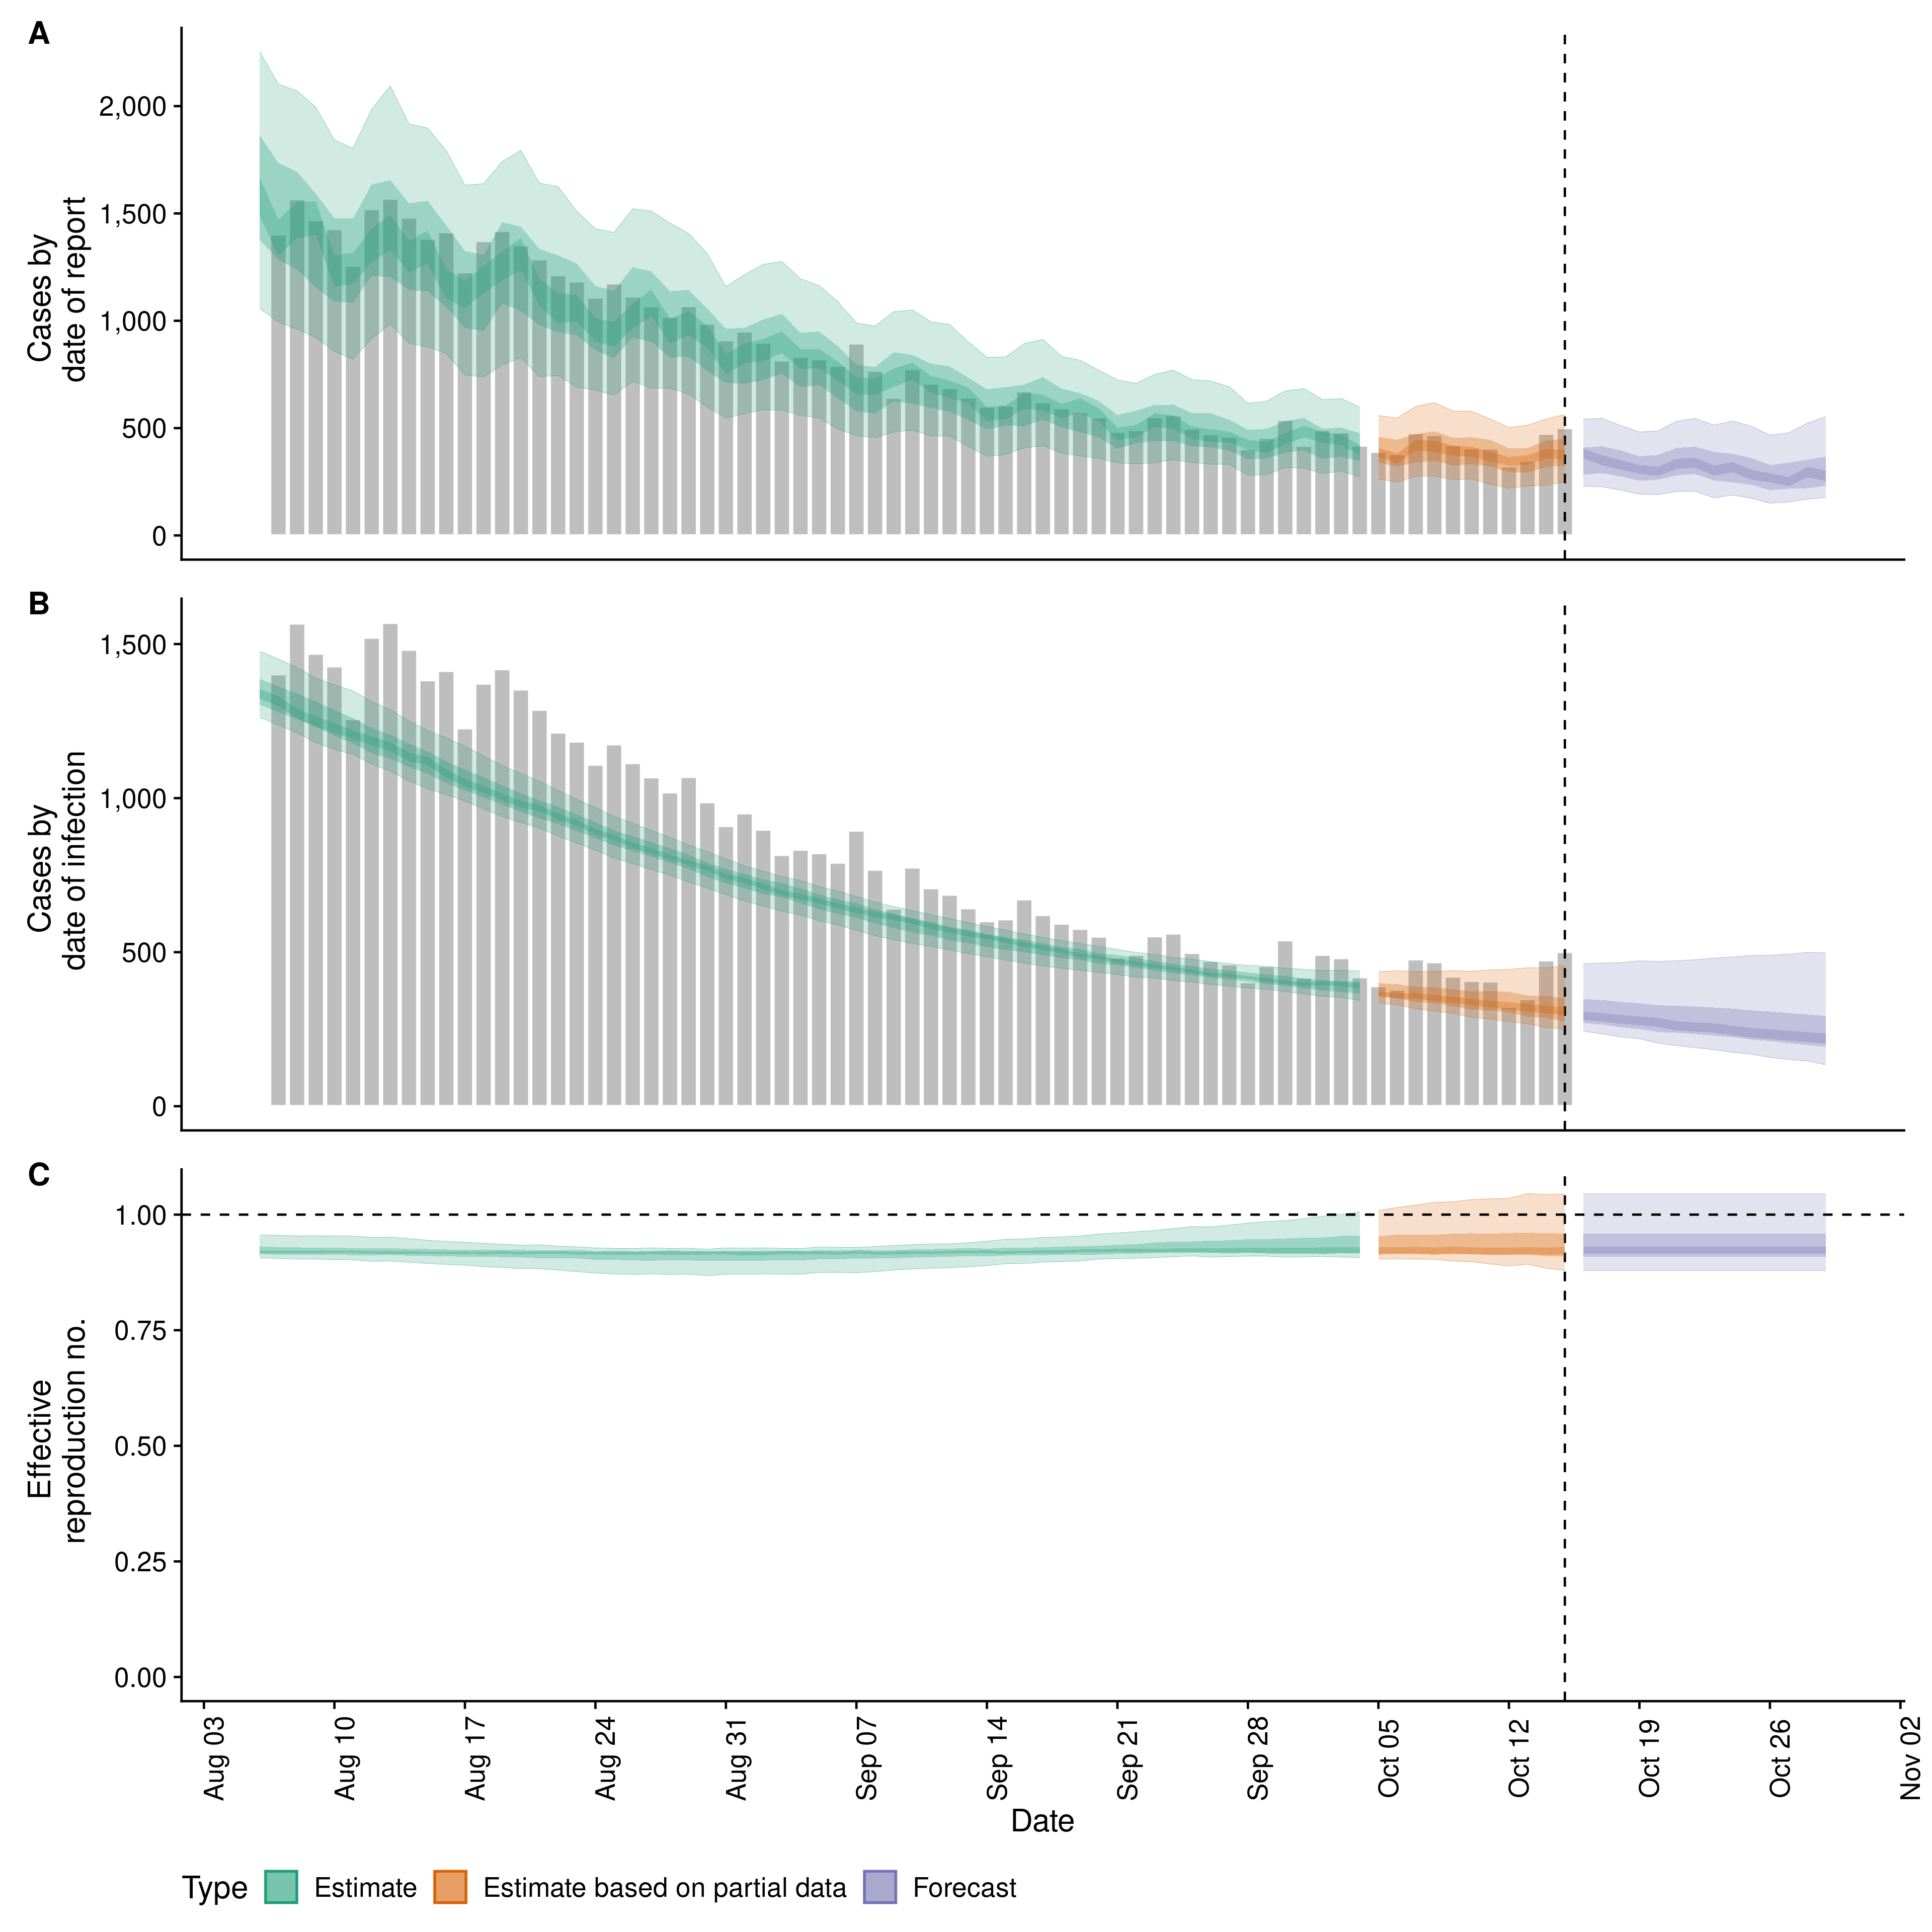 A
Cases by
date of report
2,000
1,500
1,000
500
0
B
Cases by
date of infection
1,500
1,000
500
0
C
Effective
reproduction no.
1.00
0.75
0.50
0.25
0.00
Aug 03
Aug 10
Aug 17
Aug 24
Aug 31
Sep 07
Sep 14
Sep 21
Sep 28
Oct 05
Oct 12
Oct 19
Oct 26
Nov 02
Date
Type Estimate Estimate based on partial data Forecast